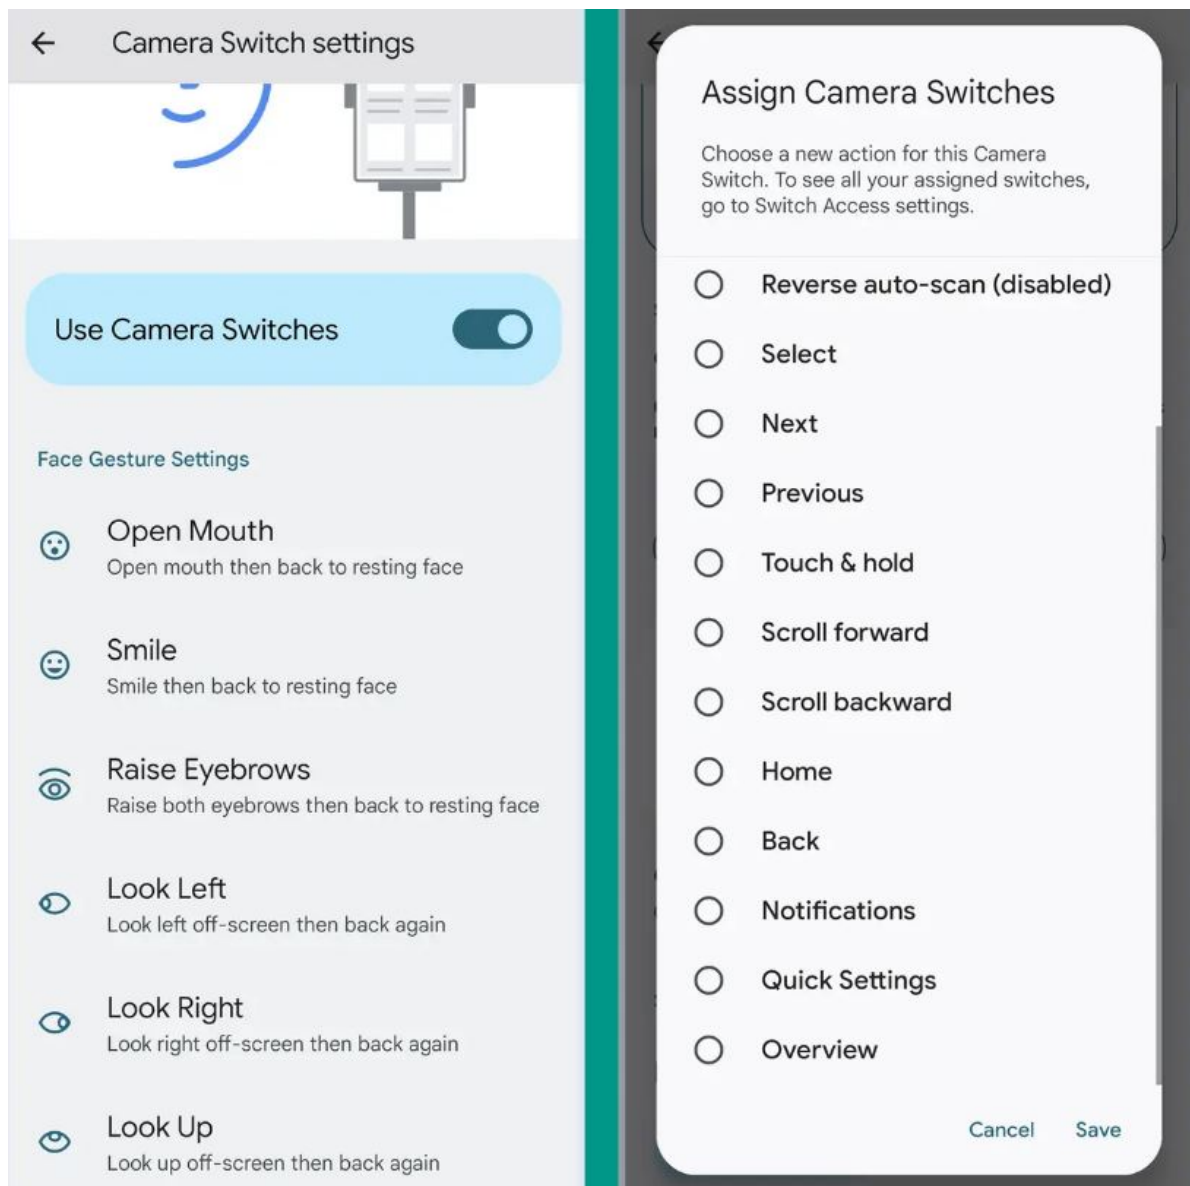 Camera Switch settings
Use Camera Switches
Face Gesture Settings
Open Mouth
Open mouth then back to resting face
Smile
Smile then back to resting face
Raise Eyebrows
Raise both eyebrows then back to resting face
Look Left
Look left off-screen then back again
Look Right
Look right off-screen then back again
Look Up
Look up off-screen then back again
Assign Camera Switches
Choose a new action for this Camera
Switch. To see all your assigned switches,
go to Switch Access settings.
Reverse auto-scan (disabled)
Select
Next
Previous
Touch & hold
Scroll forward
Scroll backward
Home
Back
Notifications
Quick Settings
Overview
Cancel Save